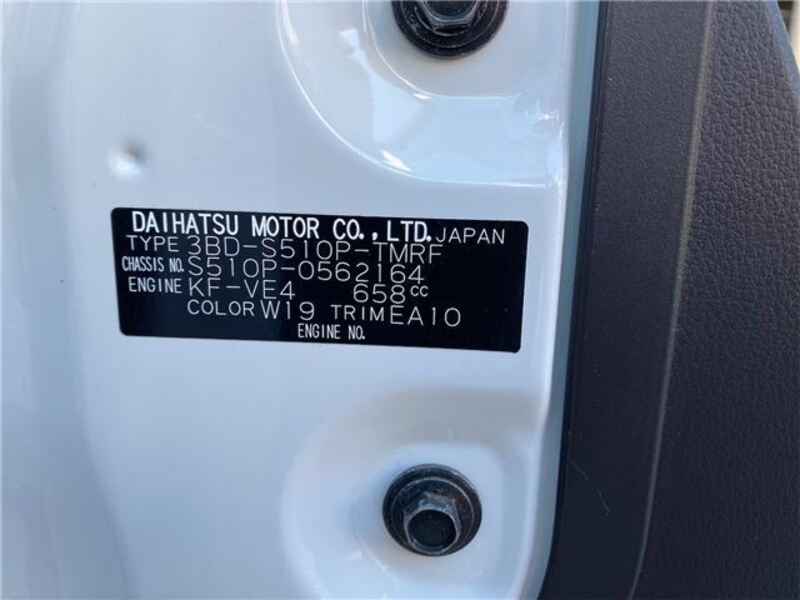 DAIHATSU MOTOR CO.,LTD. JAPAN
TYPE 3BD-S510P-TMRF
CHASSIS NO. S510P-0562164
ENGINE KF-VE4 658cc
COLOR W19 TRIM EA10
ENGINE NO.